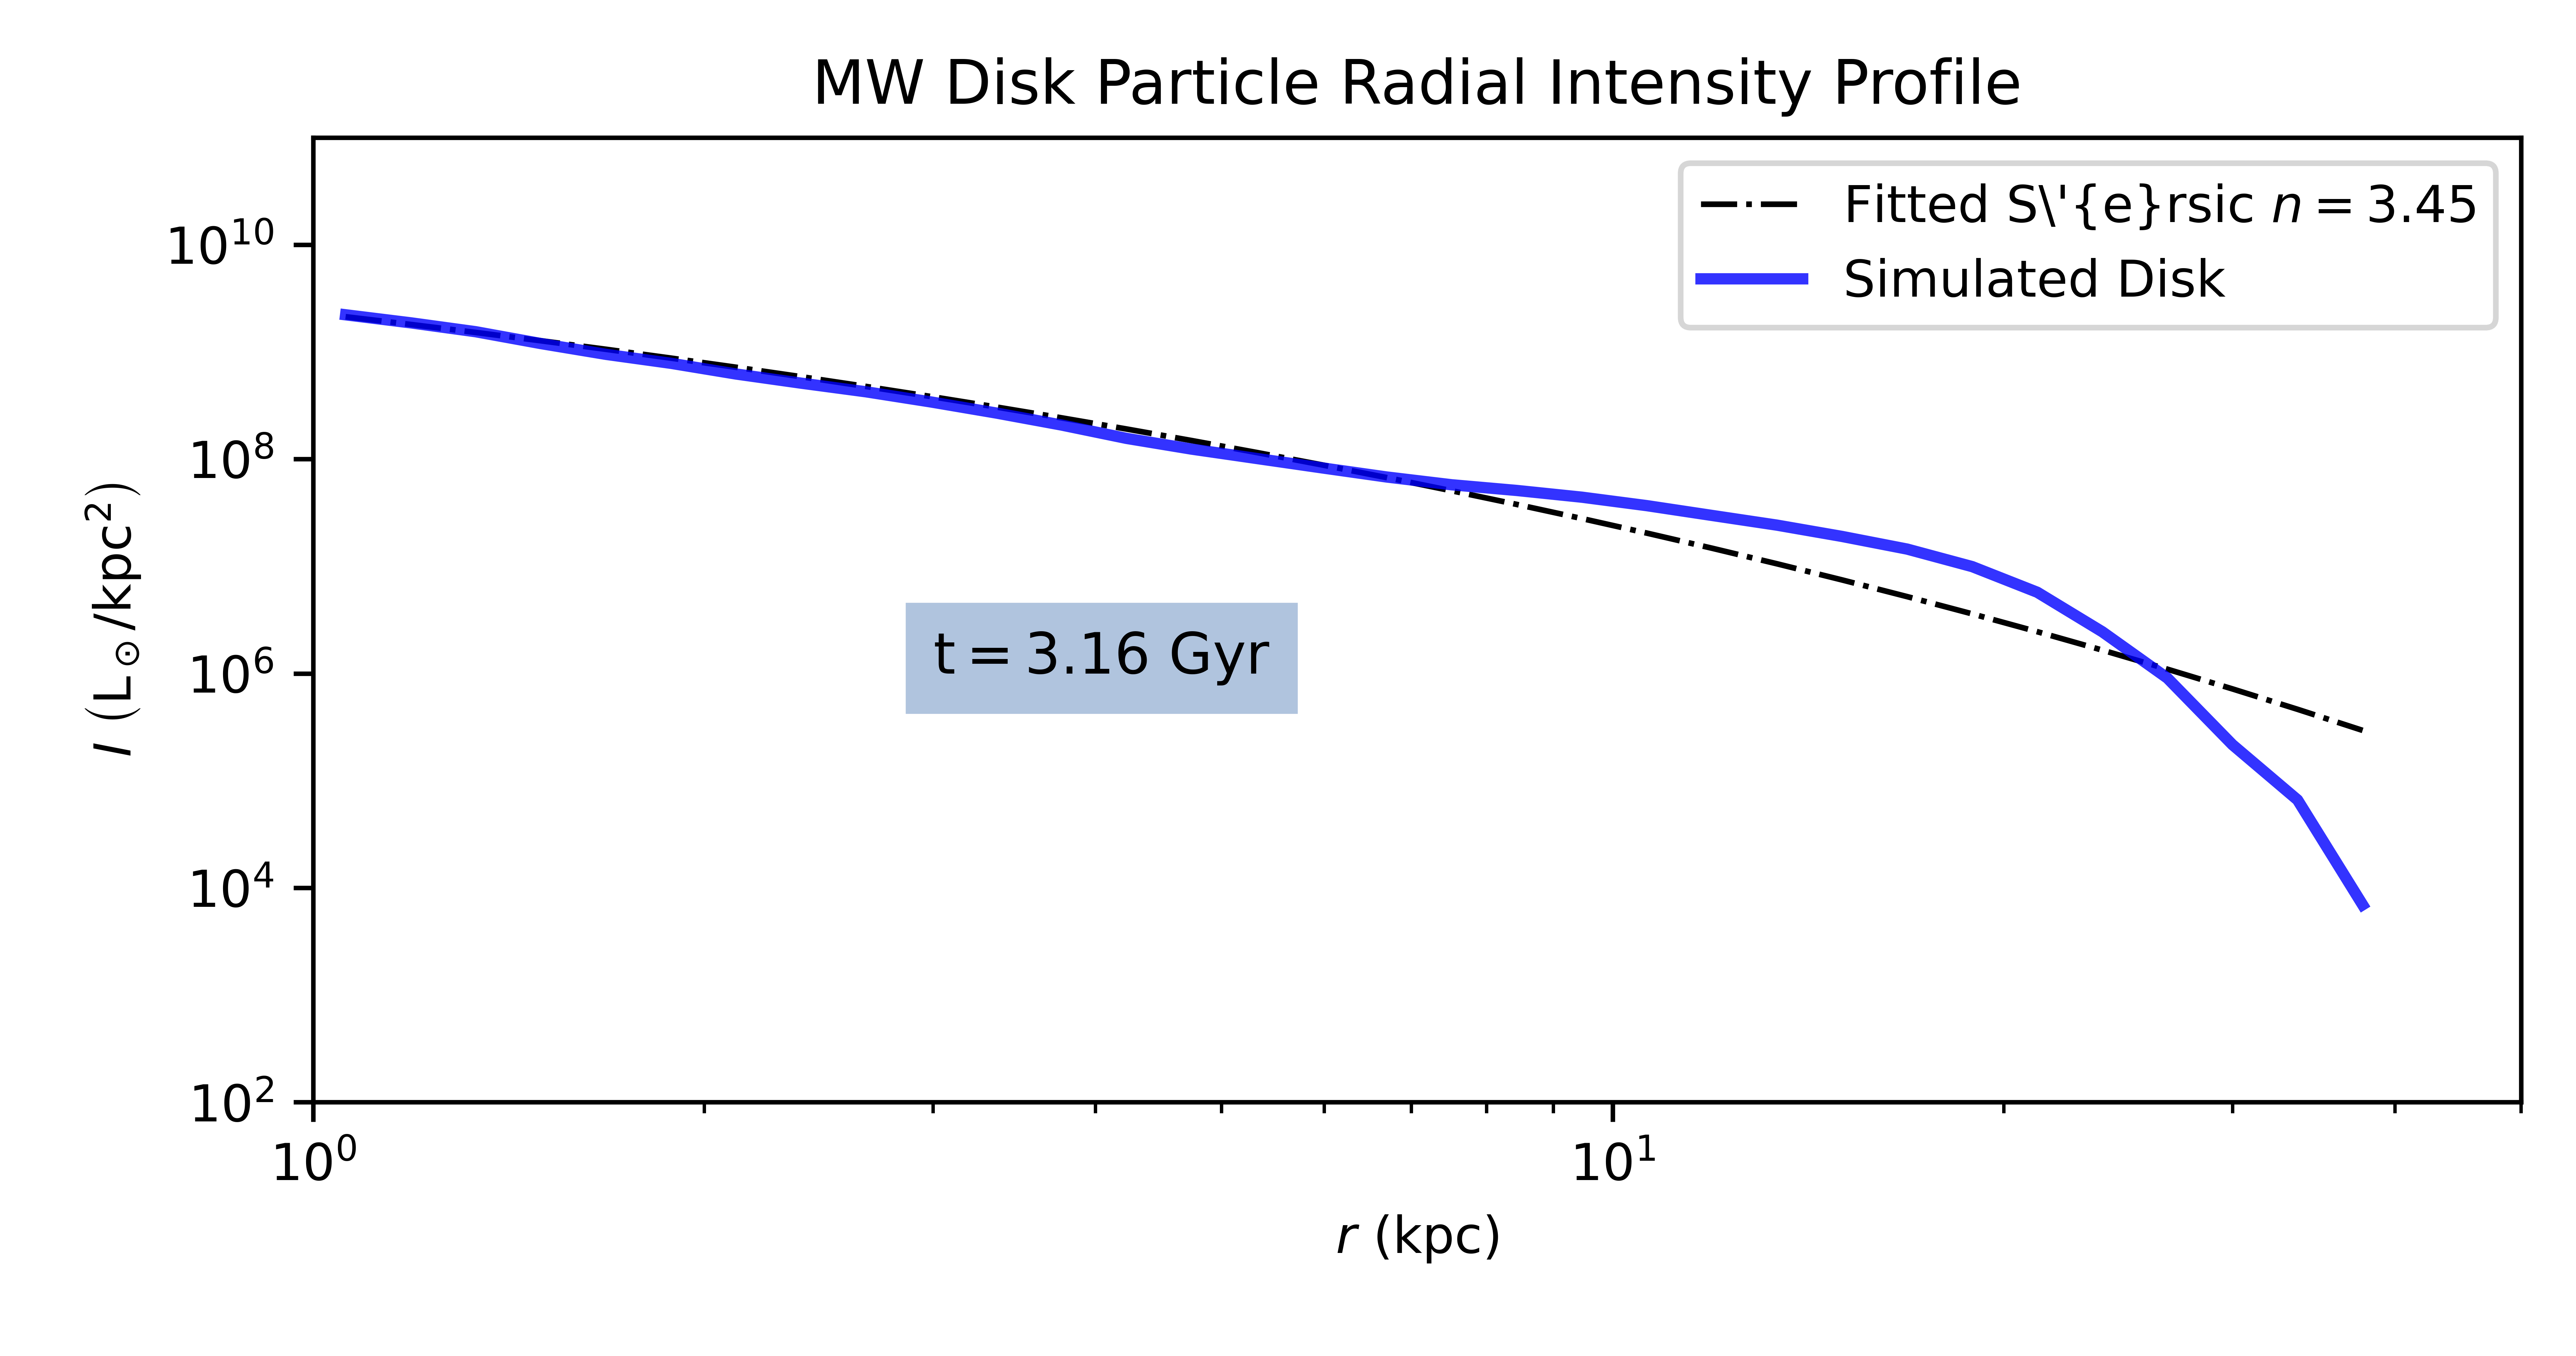 MW Disk Particle Radial Intensity Profile
Fitted S\'{e}rsic n = 3.45
Simulated Disk
10¹⁰
10⁸
10⁶
10⁴
10²
I (L⊙/kpc²)
t = 3.16 Gyr
10⁰
10¹
r (kpc)